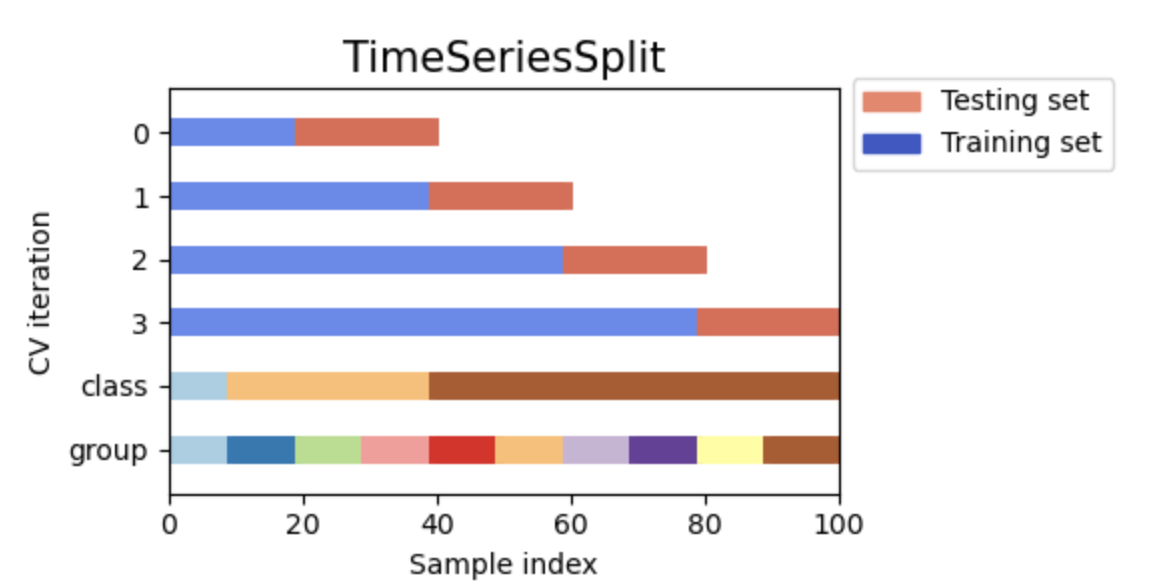 TimeSeriesSplit
Testing set
Training set
CV iteration
0
1
2
3
class
group
0 20 40 60 80 100
Sample index